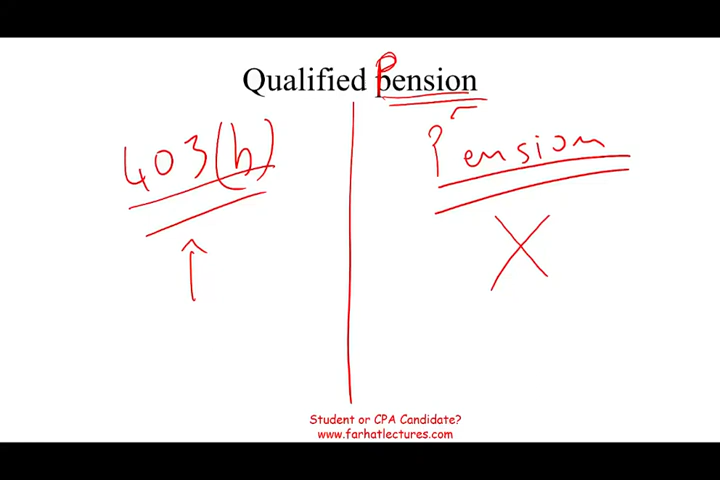 Qualified Pension
403(b)
Pension
Student or CPA Candidate?
www.farhatlectures.com